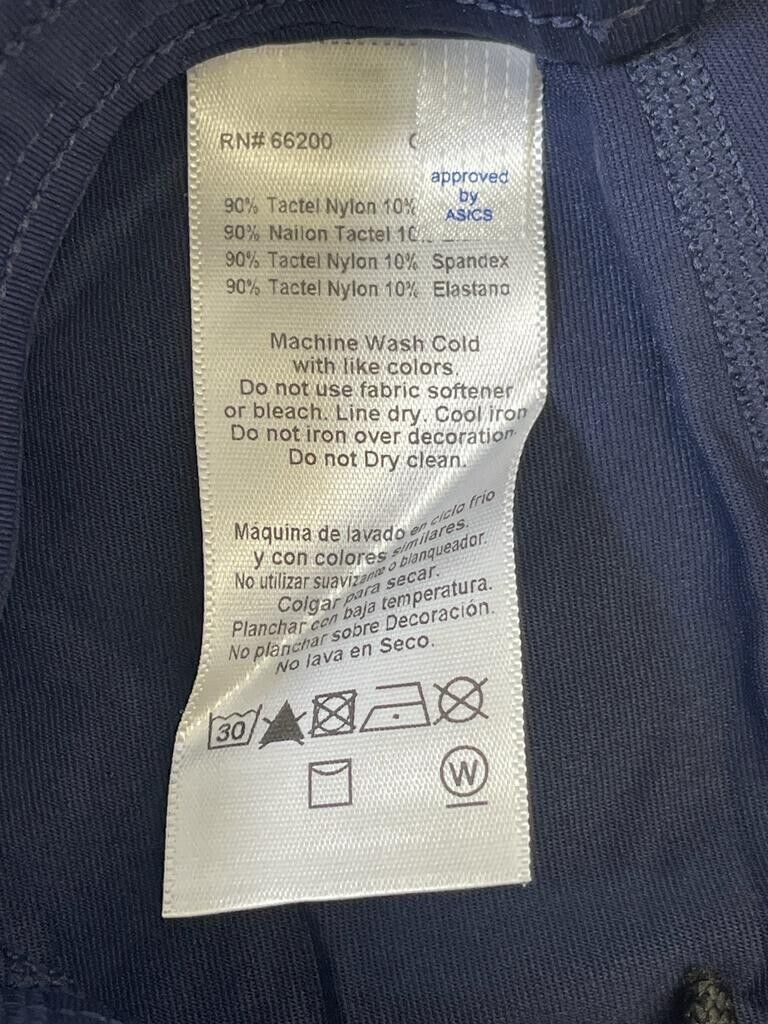 RN# 66200
approved
by
ASICS
90% Tactel Nylon 10%
90% Nailon Tactel
90% Tactel Nylon 10% Spandex
90% Tactel Nylon 10% Elastano
Machine Wash Cold
with like colors
Do not use fabric softener
or bleach. Line dry. Cool iron
Do not iron over decoration.
Do not Dry clean.
Máquina de lavado en ciclo frío
y con colores similares.
No utilizar suavizante o blanqueador.
Colgar para secar.
Planchar con baja temperatura.
No planchar sobre Decoración.
No lava en Seco.
30
W